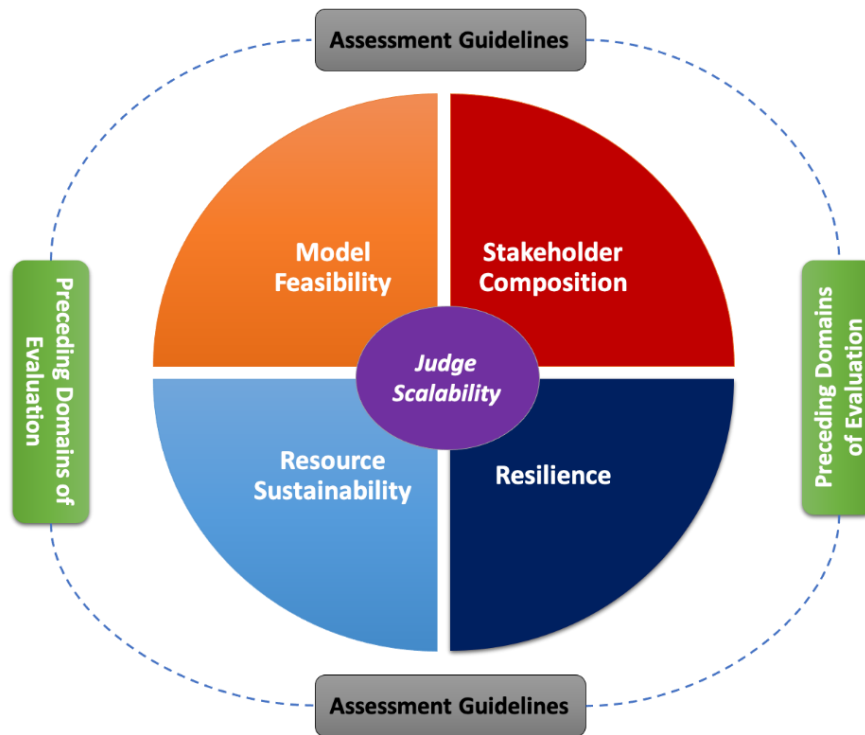 Assessment Guidelines
Model
Feasibility
Stakeholder
Composition
Preceding Domains of
Evaluation
Judge
Scalability
Preceding Domains
of Evaluation
Resource
Sustainability
Resilience
Assessment Guidelines